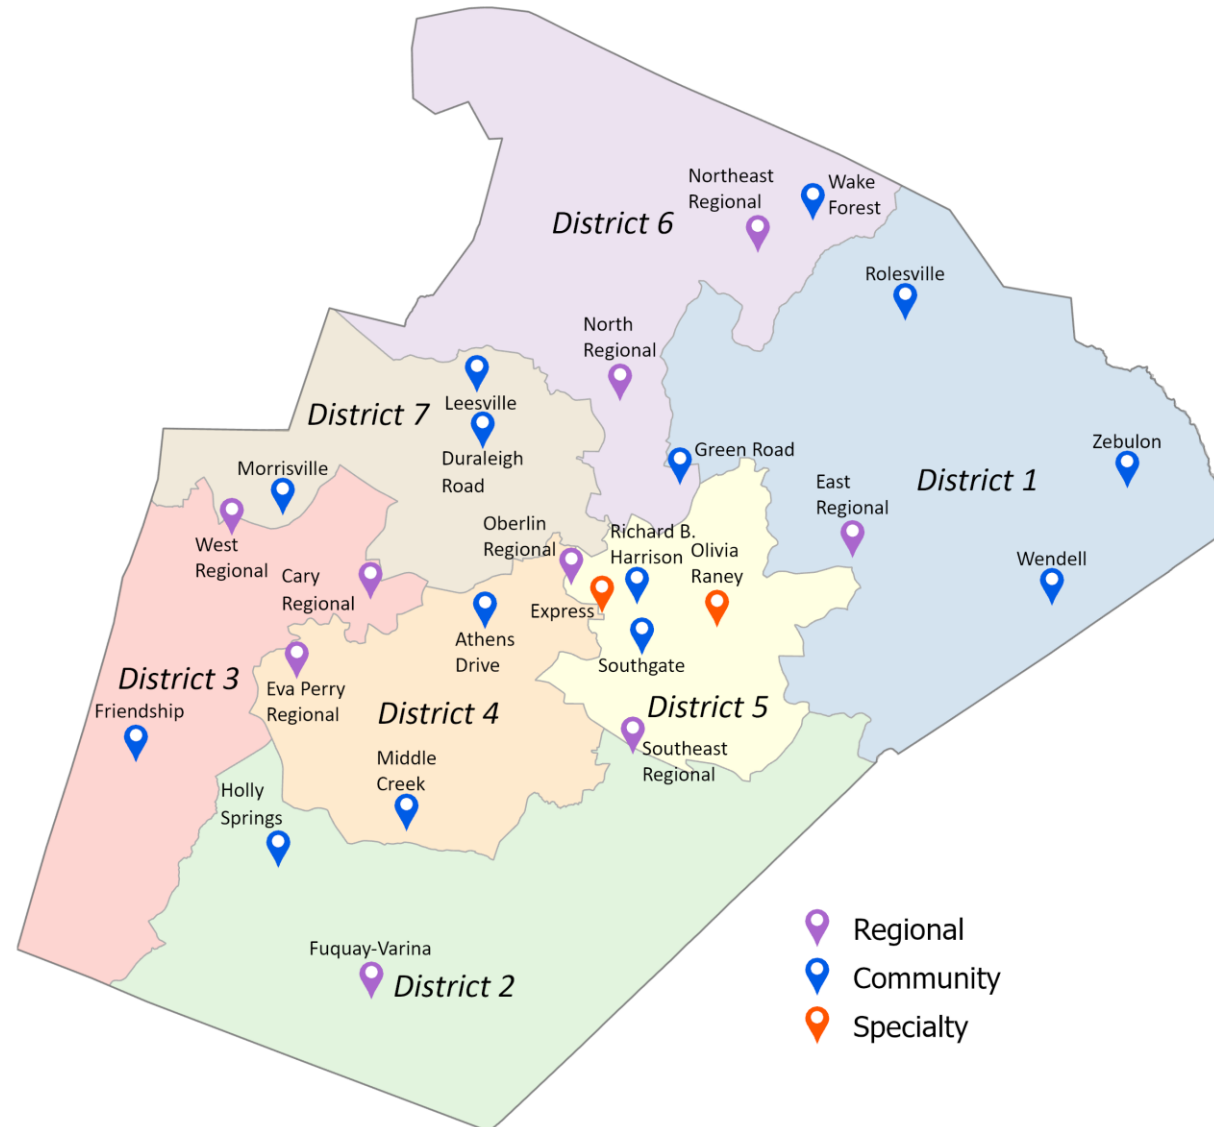 Northeast
Regional
Wake
Forest
District 6
Rolesville
North
Regional
Leesville
District 7
Duraleigh
Road
Green Road
Zebulon
Morrisville
East
Regional
District 1
Oberlin
Regional
Richard B.
Harrison
Olivia
Raney
West
Regional
Wendell
Cary
Regional
Express
Athens
Drive
Southgate
District 3
Eva Perry
Regional
Friendship
District 4
District 5
Southeast
Regional
Middle
Creek
Holly
Springs
Fuquay-Varina
District 2
Regional
Community
Specialty